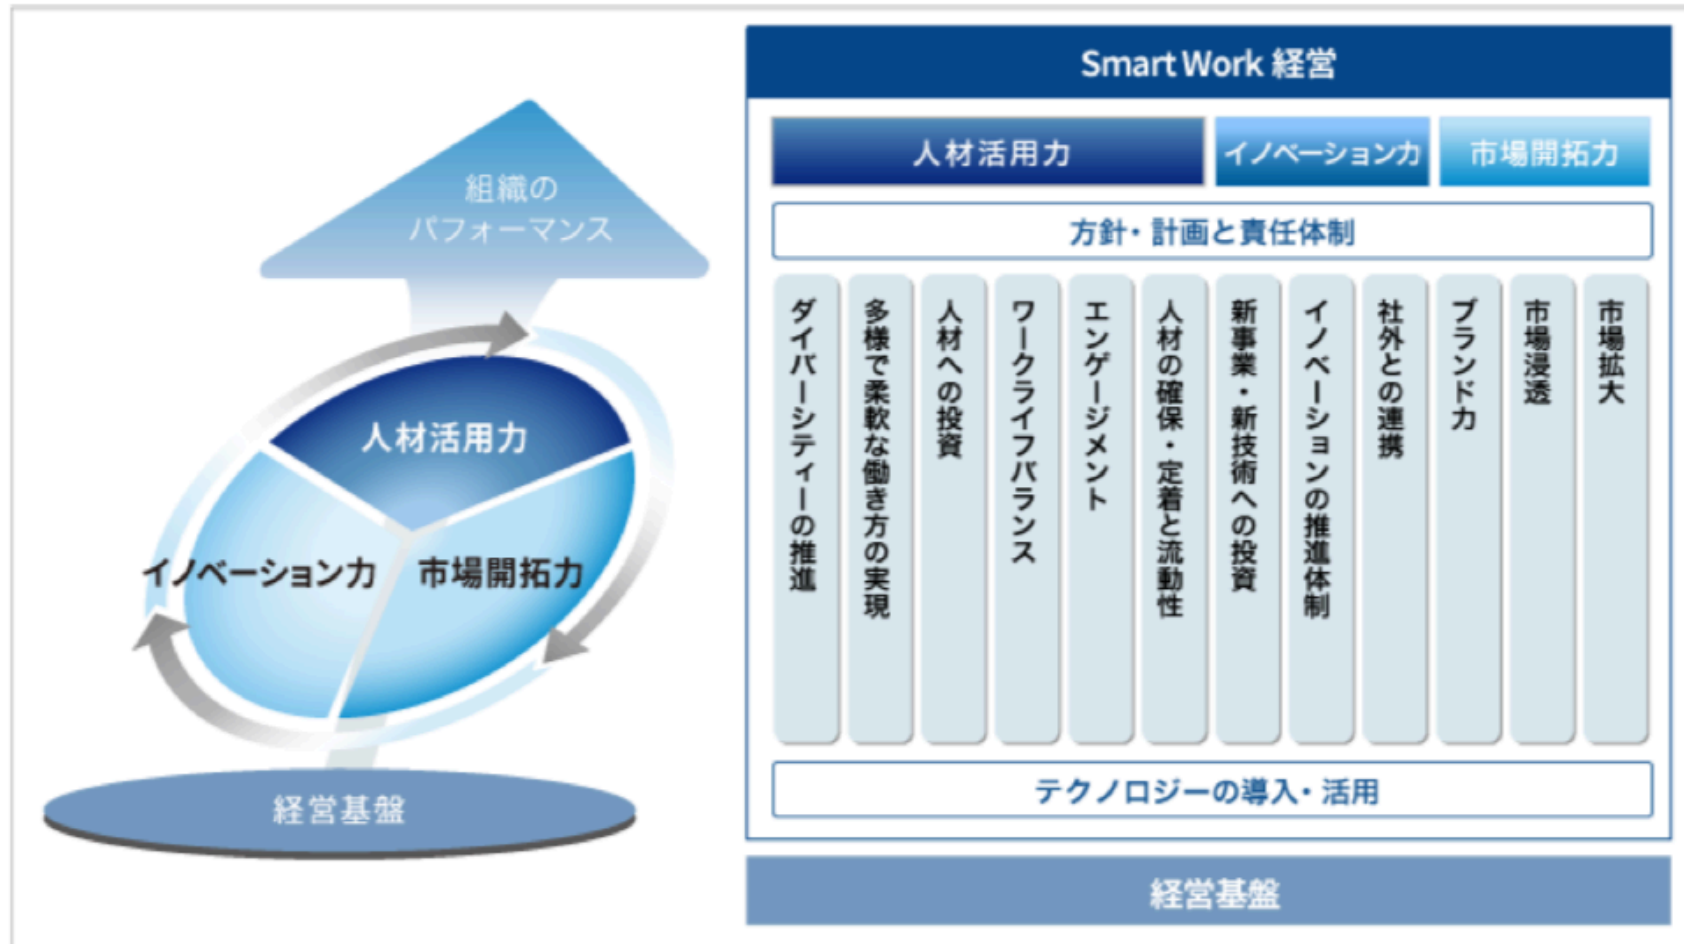 組織の
パフォーマンス
人材活用力
イノベーション力
市場開拓力
経営基盤
Smart Work 経営
人材活用力
イノベーション力
市場開拓力
方針・計画と責任体制
ダイバーシティーの推進
多様で柔軟な働き方の実現
人材への投資
ワークライフバランス
エンゲージメント
人材の確保・定着と流動性
新事業・新技術への投資
イノベーションの推進体制
社外との連携
ブランド力
市場浸透
市場拡大
テクノロジーの導入・活用
経営基盤